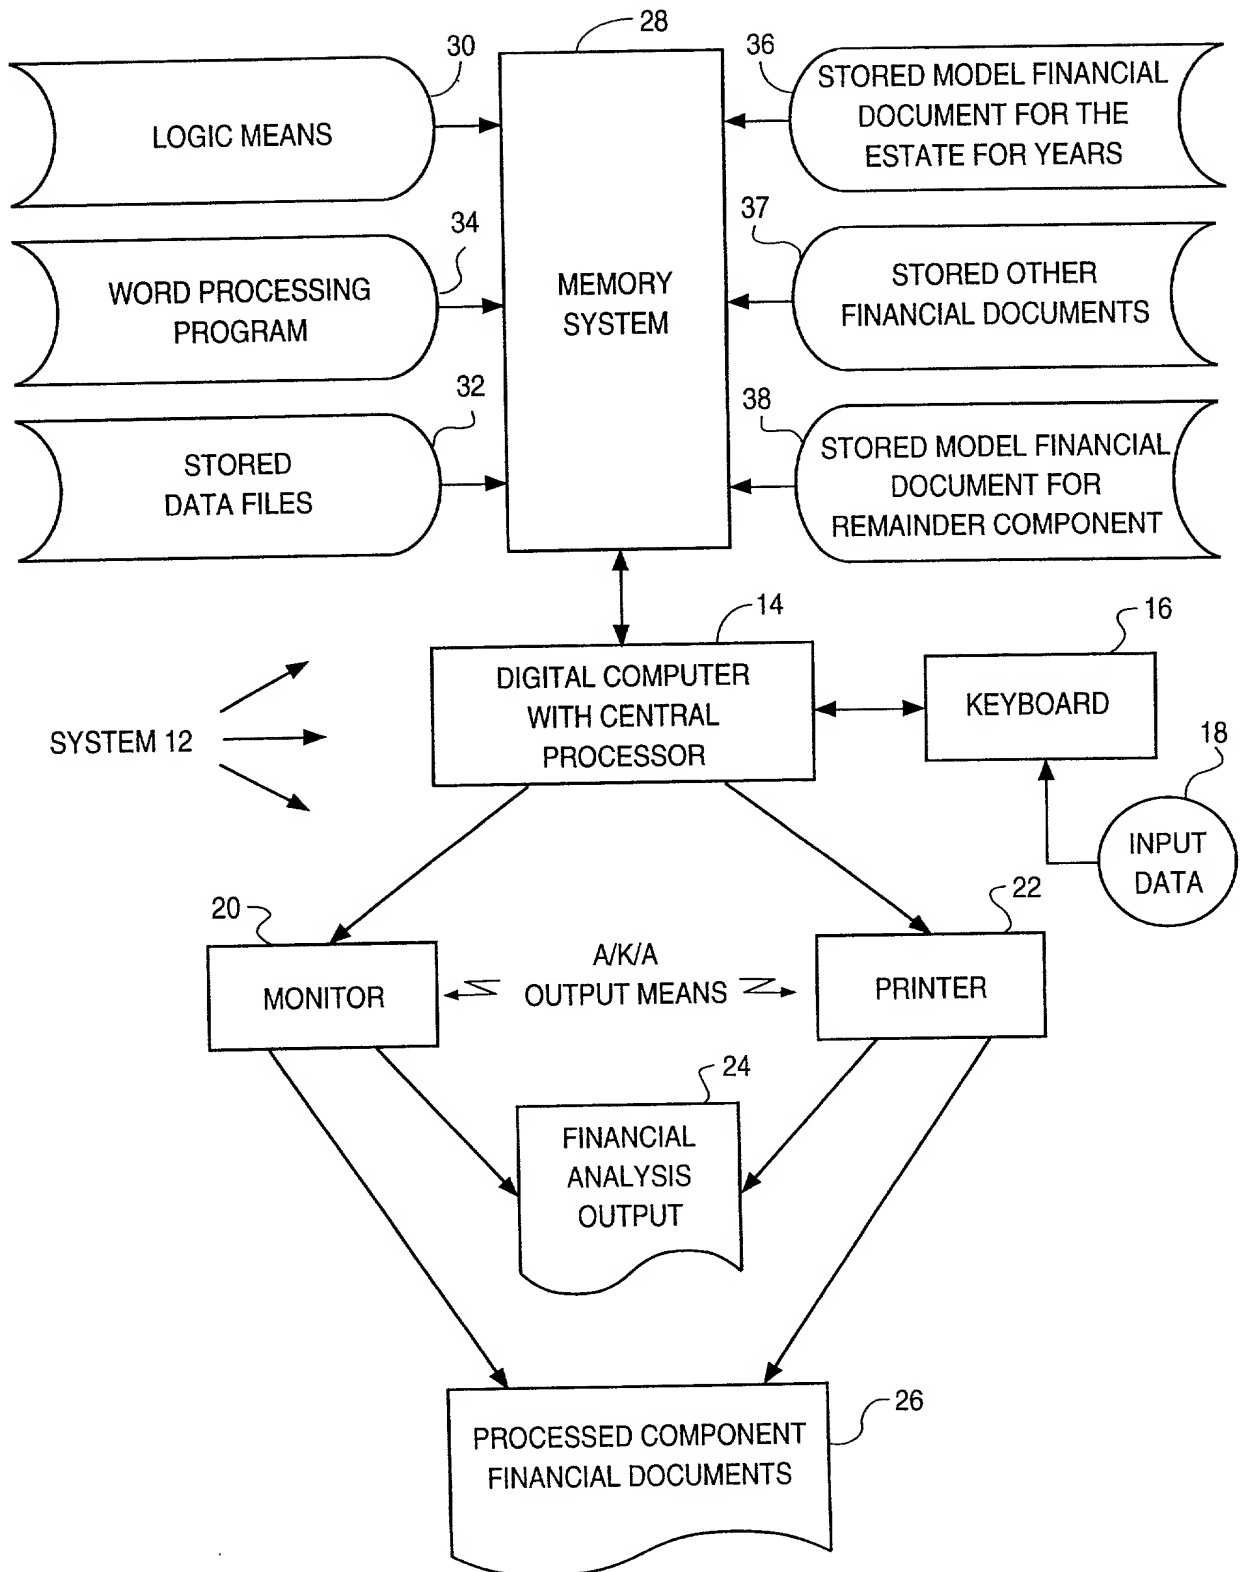 28
30
36
LOGIC MEANS
STORED MODEL FINANCIAL
DOCUMENT FOR THE
ESTATE FOR YEARS
34
37
WORD PROCESSING
PROGRAM
MEMORY
SYSTEM
STORED OTHER
FINANCIAL DOCUMENTS
32
38
STORED
DATA FILES
STORED MODEL FINANCIAL
DOCUMENT FOR
REMAINDER COMPONENT
14
16
SYSTEM 12
DIGITAL COMPUTER
WITH CENTRAL
PROCESSOR
KEYBOARD
18
INPUT
DATA
20
22
MONITOR
A/K/A
OUTPUT MEANS
PRINTER
24
FINANCIAL
ANALYSIS
OUTPUT
26
PROCESSED COMPONENT
FINANCIAL DOCUMENTS